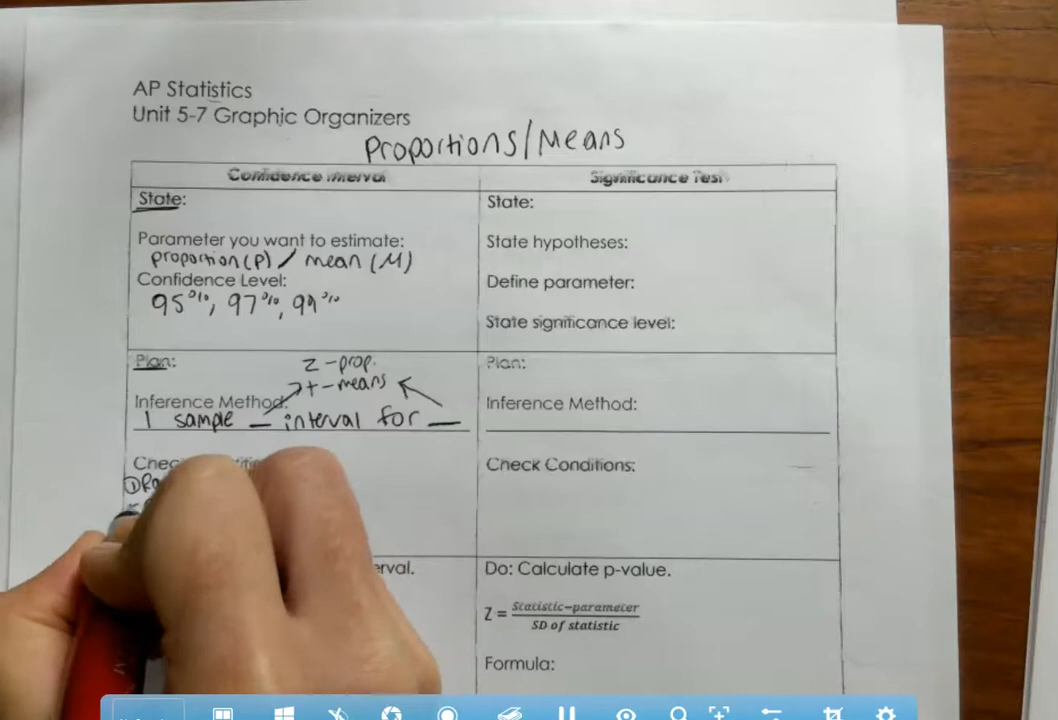 AP Statistics
Unit 5-7 Graphic Organizers
Proportions/Means
Confidence Interval
Significance Test
State:
Parameter you want to estimate:
proportion(p) / mean (μ)
Confidence Level:
95%, 97%, 99%
State:
State hypotheses:
Define parameter:
State significance level:
Plan:
z-prop.
t-means
Inference Method:
1 sample _ interval for _
Plan:
Inference Method:
Check Conditions:
Do: Calculate p-value.
Z = Statistic-parameter
SD of statistic
Formula: